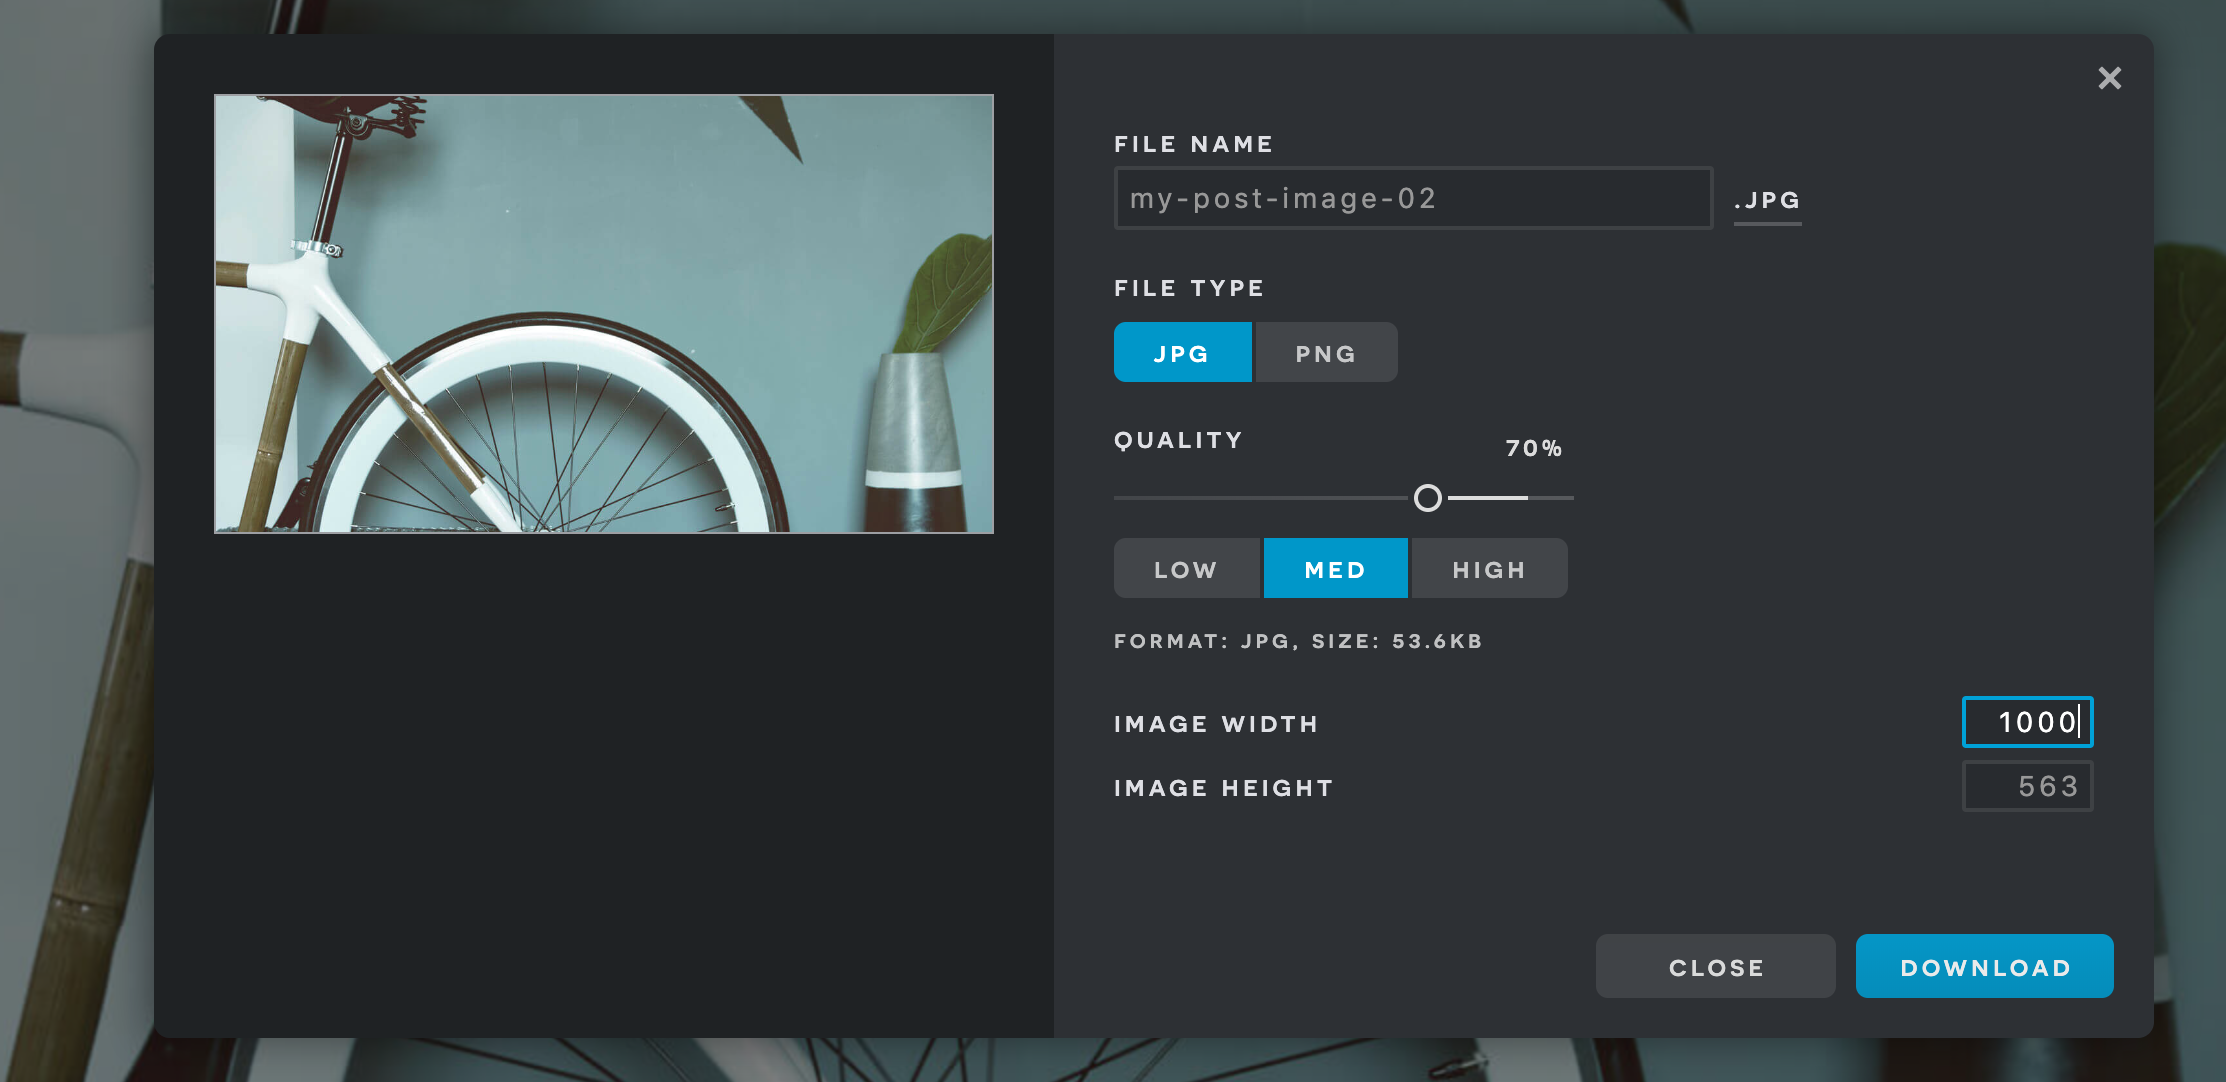 FILE NAME
my-post-image-02 .JPG
FILE TYPE
JPG PNG
QUALITY 70%
LOW MED HIGH
FORMAT: JPG, SIZE: 53.6KB
IMAGE WIDTH 1000
IMAGE HEIGHT 563
CLOSE DOWNLOAD